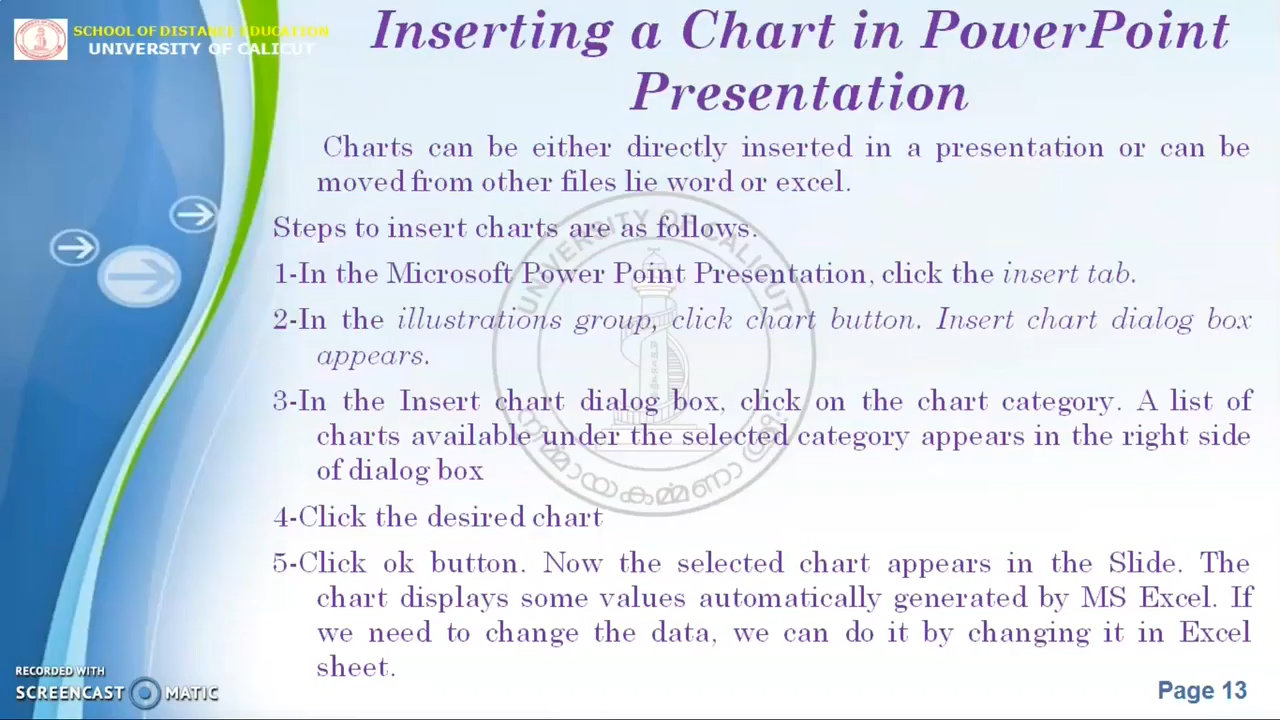 SCHOOL OF DISTANCE EDUCATION
UNIVERSITY OF CALICUT
Inserting a Chart in PowerPoint
Presentation
Charts can be either directly inserted in a presentation or can be
moved from other files lie word or excel.
Steps to insert charts are as follows.
1-In the Microsoft Power Point Presentation, click the insert tab.
2-In the illustrations group, click chart button. Insert chart dialog box
appears.
3-In the Insert chart dialog box, click on the chart category. A list of
charts available under the selected category appears in the right side
of dialog box
4-Click the desired chart
5-Click ok button. Now the selected chart appears in the Slide. The
chart displays some values automatically generated by MS Excel. If
we need to change the data, we can do it by changing it in Excel
sheet.
UNIVERSITY OF CALICUT
നിർമ്മായകർമ്മണാ ശ്രീഃ
RECORDED WITH
SCREENCAST MATIC
Page 13